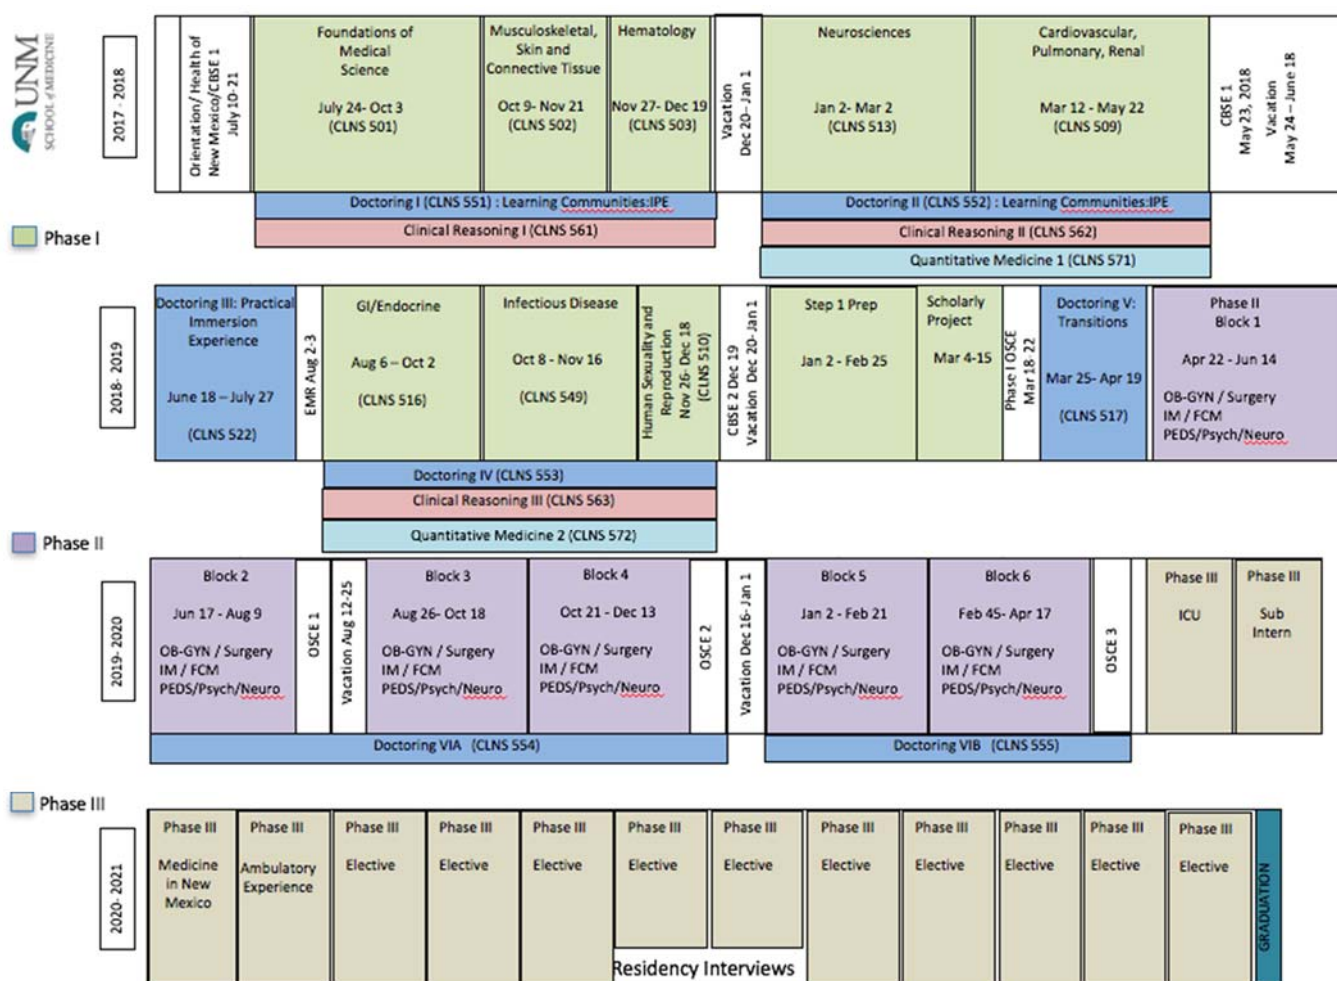 UNM
SCHOOL of MEDICINE
2017 - 2018
Orientation/ Health of
New Mexico/CBSE 1
July 10- 21
Foundations of
Medical
Science
July 24- Oct 3
(CLNS 501)
Musculoskeletal,
Skin and
Connective Tissue
Oct 9- Nov 21
(CLNS 502)
Hematology
Nov 27- Dec 19
(CLNS 503)
Vacation
Dec 20- Jan 1
Neurosciences
Jan 2- Mar 2
(CLNS 513)
Cardiovascular,
Pulmonary, Renal
Mar 12 - May 22
(CLNS 509)
CBSE 1
May 23, 2018
Vacation
May 24 – June 18
Doctoring I (CLNS 551) : Learning Communities:IPE
Doctoring II (CLNS 552) : Learning Communities:IPE
Clinical Reasoning I (CLNS 561)
Clinical Reasoning II (CLNS 562)
Quantitative Medicine 1 (CLNS 571)
Phase I
2018- 2019
Doctoring III: Practical
Immersion
Experience
June 18 – July 27
(CLNS 522)
EMR Aug 2-3
GI/Endocrine
Aug 6 – Oct 2
(CLNS 516)
Infectious Disease
Oct 8 - Nov 16
(CLNS 549)
Human Sexuality and
Reproduction
Nov 26- Dec 18
(CLNS 510)
CBSE 2 Dec 19
Vacation Dec 20- Jan 1
Step 1 Prep
Jan 2 - Feb 25
Scholarly
Project
Mar 4-15
Phase I OSCE
Mar 18- 22
Doctoring V:
Transitions
Mar 25- Apr 19
(CLNS 517)
Phase II
Block 1
Apr 22 - Jun 14
OB-GYN / Surgery
IM / FCM
PEDS/Psych/Neuro
Doctoring IV (CLNS 553)
Clinical Reasoning III (CLNS 563)
Quantitative Medicine 2 (CLNS 572)
Phase II
2019- 2020
Block 2
Jun 17 - Aug 9
OB-GYN / Surgery
IM / FCM
PEDS/Psych/Neuro
OSCE 1
Vacation Aug 12-25
Block 3
Aug 26- Oct 18
OB-GYN / Surgery
IM / FCM
PEDS/Psych/Neuro
Block 4
Oct 21 - Dec 13
OB-GYN / Surgery
IM / FCM
PEDS/Psych/Neuro
OSCE 2
Vacation Dec 16- Jan 1
Block 5
Jan 2 - Feb 21
OB-GYN / Surgery
IM / FCM
PEDS/Psych/Neuro
Block 6
Feb 45- Apr 17
OB-GYN / Surgery
IM / FCM
PEDS/Psych/Neuro
OSCE 3
Phase III
ICU
Phase III
Sub
Intern
Doctoring VIA (CLNS 554)
Doctoring VIB (CLNS 555)
Phase III
2020- 2021
Phase III
Medicine
in New
Mexico
Phase III
Ambulatory
Experience
Phase III
Elective
Phase III
Elective
Phase III
Elective
Phase III
Elective
Phase III
Elective
Phase III
Elective
Phase III
Elective
Phase III
Elective
Phase III
Elective
Phase III
Elective
GRADUATION
Residency Interviews